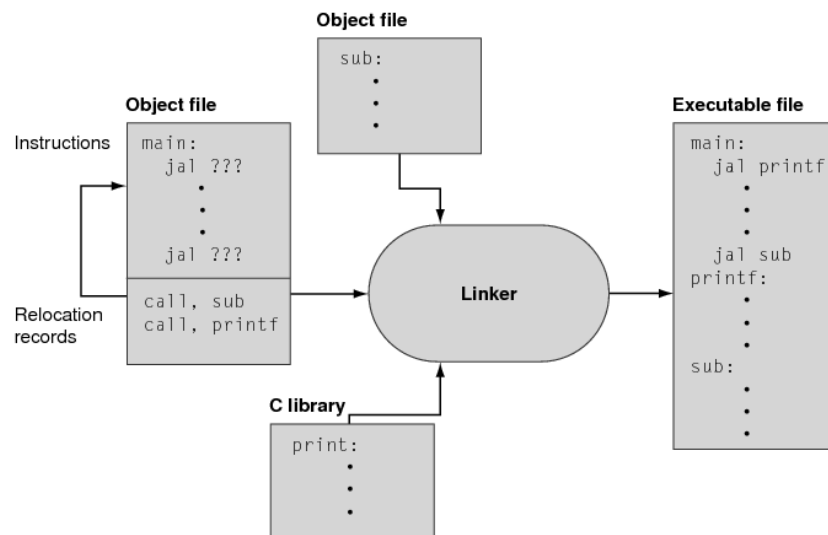 Object file
sub:
Object file
Instructions
main:
jal ???
jal ???
Relocation
records
call, sub
call, printf
Linker
C library
print:
Executable file
main:
jal printf
jal sub
printf:
sub: